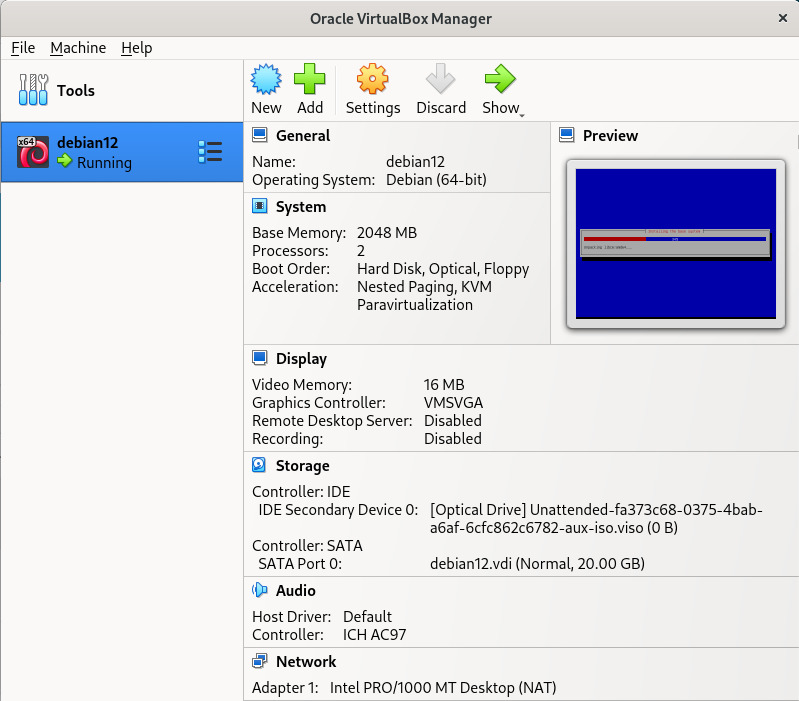 Oracle VirtualBox Manager
File Machine Help
Tools
New Add Settings Discard Show
x64
debian12
Running
General
Name: debian12
Operating System: Debian (64-bit)
Preview
Installing the base system
System
Base Memory: 2048 MB
Processors: 2
Boot Order: Hard Disk, Optical, Floppy
Acceleration: Nested Paging, KVM
Paravirtualization
Display
Video Memory: 16 MB
Graphics Controller: VMSVGA
Remote Desktop Server: Disabled
Recording: Disabled
Storage
Controller: IDE
IDE Secondary Device 0: [Optical Drive] Unattended-fa373c68-0375-4bab-
a6af-6cfc862c6782-aux-iso.viso (0 B)
Controller: SATA
SATA Port 0: debian12.vdi (Normal, 20.00 GB)
Audio
Host Driver: Default
Controller: ICH AC97
Network
Adapter 1: Intel PRO/1000 MT Desktop (NAT)